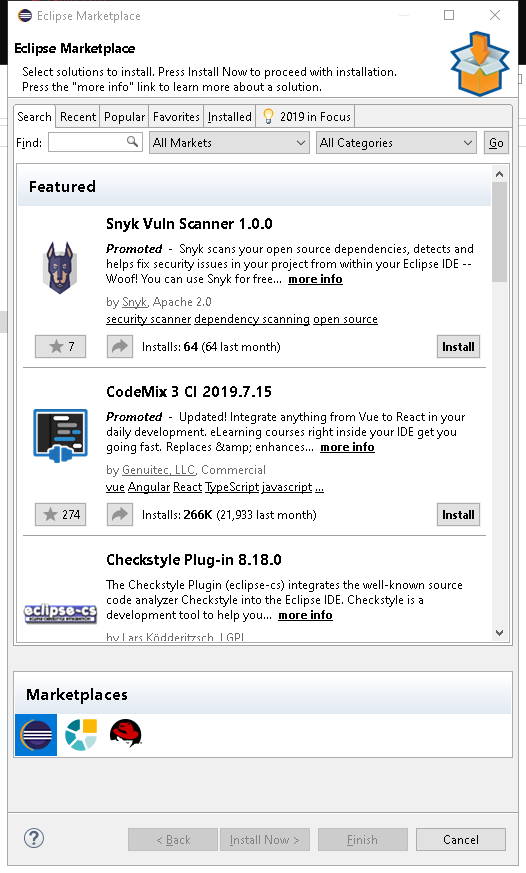 Eclipse Marketplace
Eclipse Marketplace
Select solutions to install. Press Install Now to proceed with installation.
Press the "more info" link to learn more about a solution.
Search Recent Popular Favorites Installed 2019 in Focus
Find: All Markets All Categories Go
Featured
Snyk Vuln Scanner 1.0.0
Promoted - Snyk scans your open source dependencies, detects and
helps fix security issues in your project from within your Eclipse IDE --
Woof! You can use Snyk for free... more info
by Snyk, Apache 2.0
security scanner dependency scanning open source
7 Installs: 64 (64 last month) Install
CodeMix 3 CI 2019.7.15
Promoted - Updated! Integrate anything from Vue to React in your
daily development. eLearning courses right inside your IDE get you
going fast. Replaces &amp; enhances... more info
by Genuitec, LLC, Commercial
vue Angular React TypeScript javascript ...
274 Installs: 266K (21,933 last month) Install
Checkstyle Plug-in 8.18.0
The Checkstyle Plugin (eclipse-cs) integrates the well-known source
code analyzer Checkstyle into the Eclipse IDE. Checkstyle is a
development tool to help you... more info
eclipse-cs
by Lars Ködderitzsch, LGPL
Marketplaces
? < Back Install Now > Finish Cancel